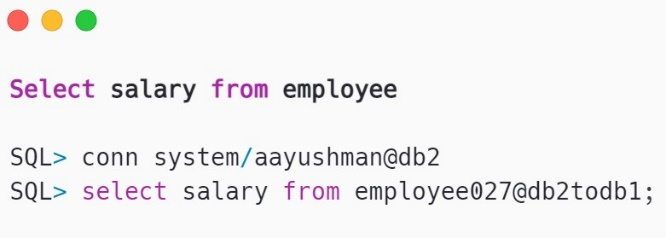 Select salary from employee
SQL> conn system/aayushman@db2
SQL> select salary from employee027@db2todb1;